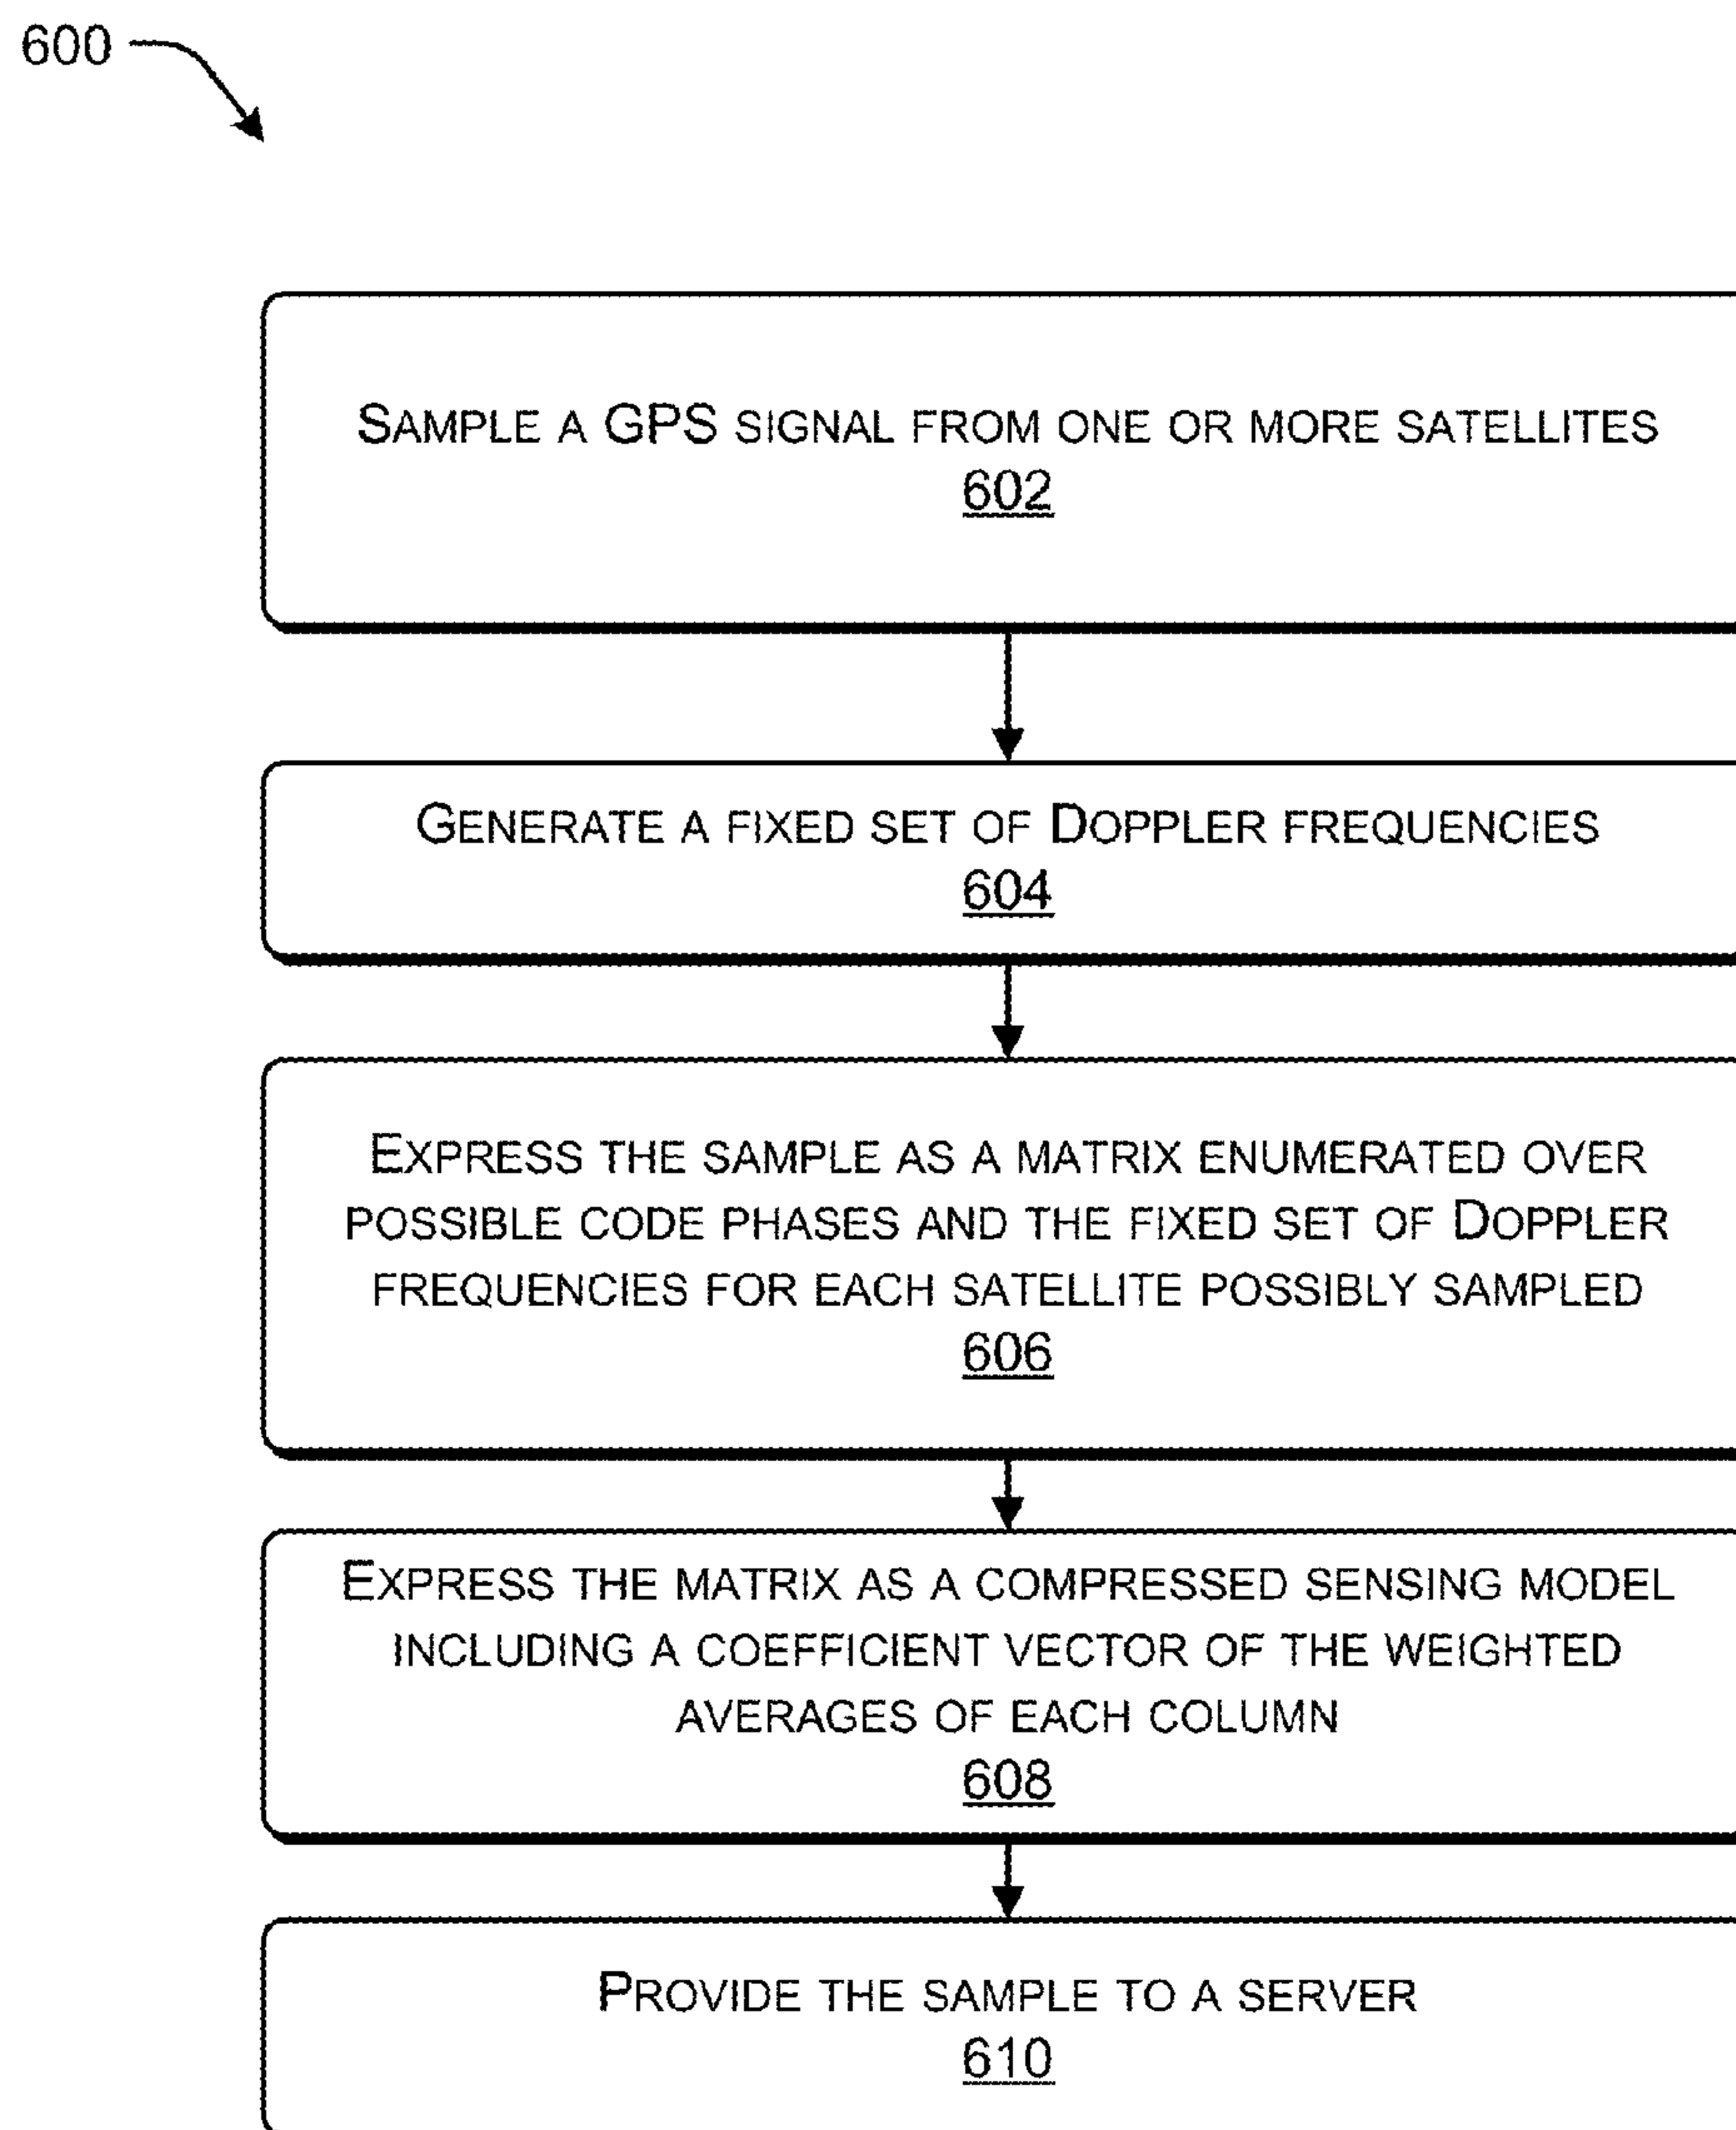 600
SAMPLE A GPS SIGNAL FROM ONE OR MORE SATELLITES
602
GENERATE A FIXED SET OF DOPPLER FREQUENCIES
604
EXPRESS THE SAMPLE AS A MATRIX ENUMERATED OVER
POSSIBLE CODE PHASES AND THE FIXED SET OF DOPPLER
FREQUENCIES FOR EACH SATELLITE POSSIBLY SAMPLED
606
EXPRESS THE MATRIX AS A COMPRESSED SENSING MODEL
INCLUDING A COEFFICIENT VECTOR OF THE WEIGHTED
AVERAGES OF EACH COLUMN
608
PROVIDE THE SAMPLE TO A SERVER
610